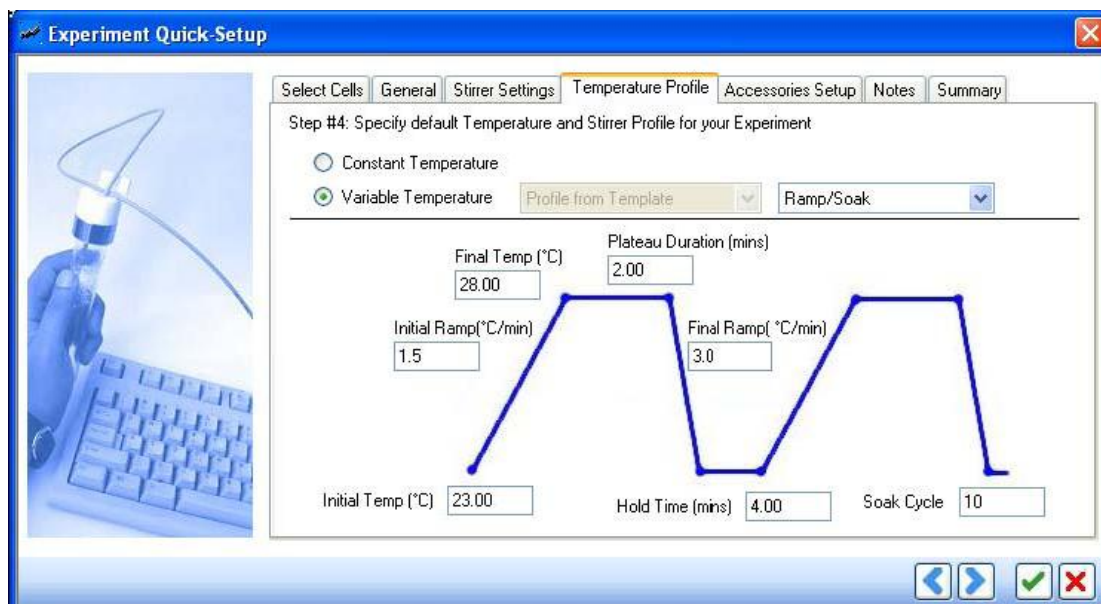 Experiment Quick-Setup
Select Cells General Stirrer Settings Temperature Profile Accessories Setup Notes Summary
Step #4: Specify default Temperature and Stirrer Profile for your Experiment
Constant Temperature
Variable Temperature Profile from Template Ramp/Soak
Plateau Duration (mins)
Final Temp (°C)
2.00
28.00
Initial Ramp(°C/min) Final Ramp( °C/min)
1.5 3.0
Initial Temp (°C) 23.00 Hold Time (mins) 4.00 Soak Cycle 10